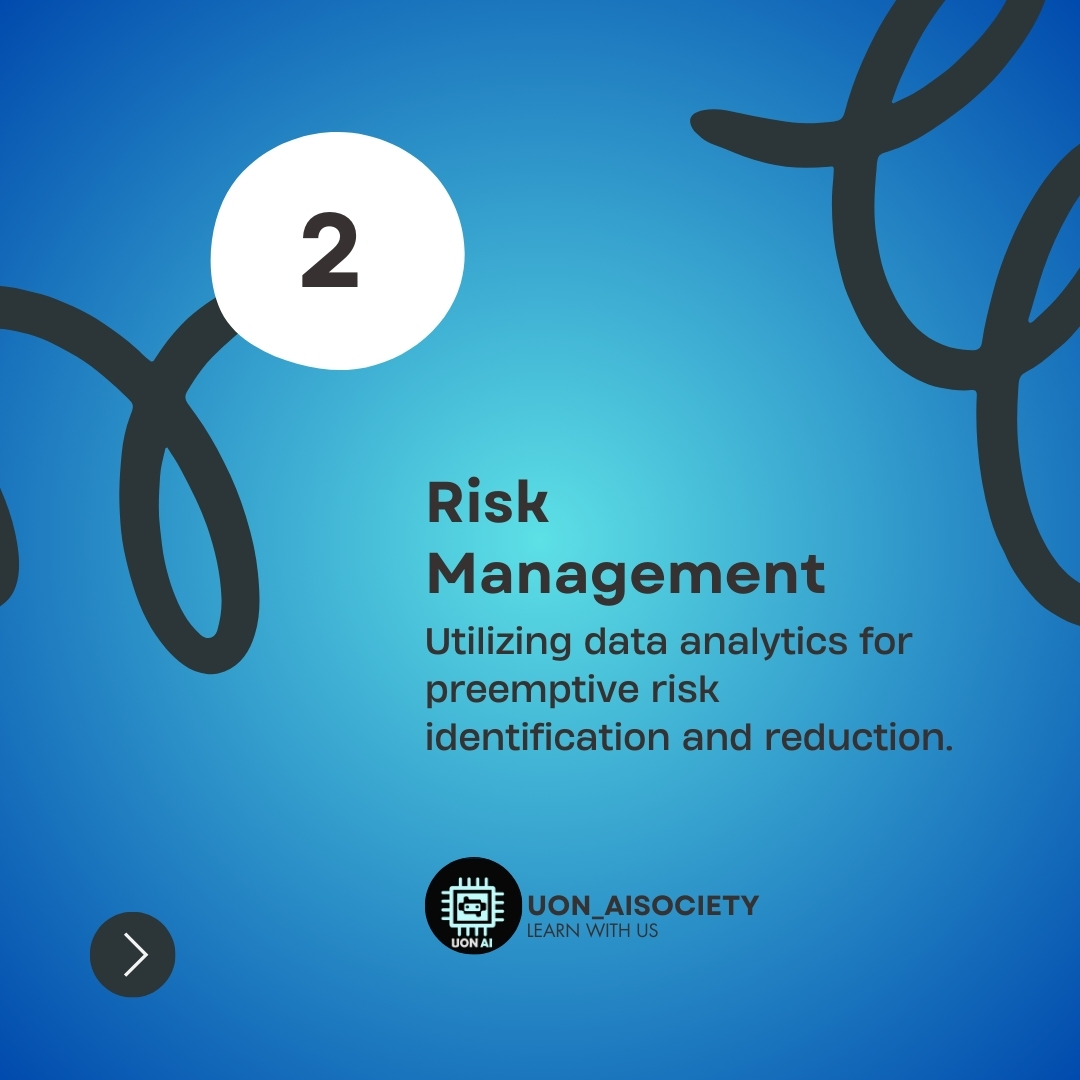 2
Risk
Management
Utilizing data analytics for
preemptive risk
identification and reduction.
UON AI
UON_AISOCIETY
LEARN WITH US